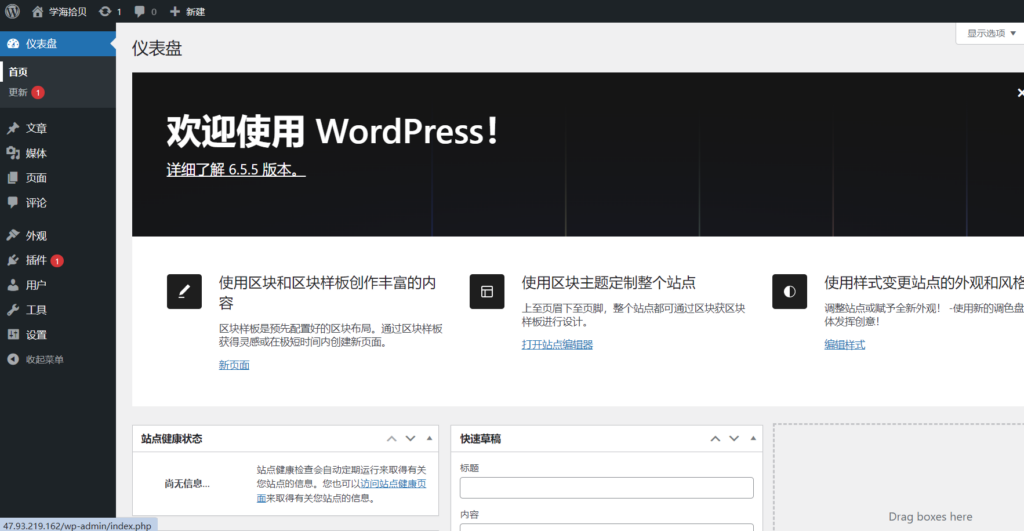 学海拾贝 1 0 新建
显示选项
仪表盘
首页
更新 1
文章
媒体
页面
评论
外观
插件 1
用户
工具
设置
收起菜单
仪表盘
欢迎使用 WordPress！
详细了解 6.5.5 版本。
使用区块和区块样板创作丰富的内
容
区块样板是预先配置好的区块布局。通过区块样板
获得灵感或在极短时间内创建新页面。
新页面
使用区块主题定制整个站点
上至页眉下至页脚，整个站点都可通过区块获区块
样板进行设计。
打开站点编辑器
使用样式变更站点的外观和风格
调整站点或赋予全新外观！ -使用新的调色盘
体发挥创意！
编辑样式
站点健康状态
尚无信息...
站点健康检查会自动定期运行来取得有关
您站点的信息。您也可以访问站点健康页
面来取得有关您站点的信息。
快速草稿
标题
内容
Drag boxes here
47.93.219.162/wp-admin/index.php